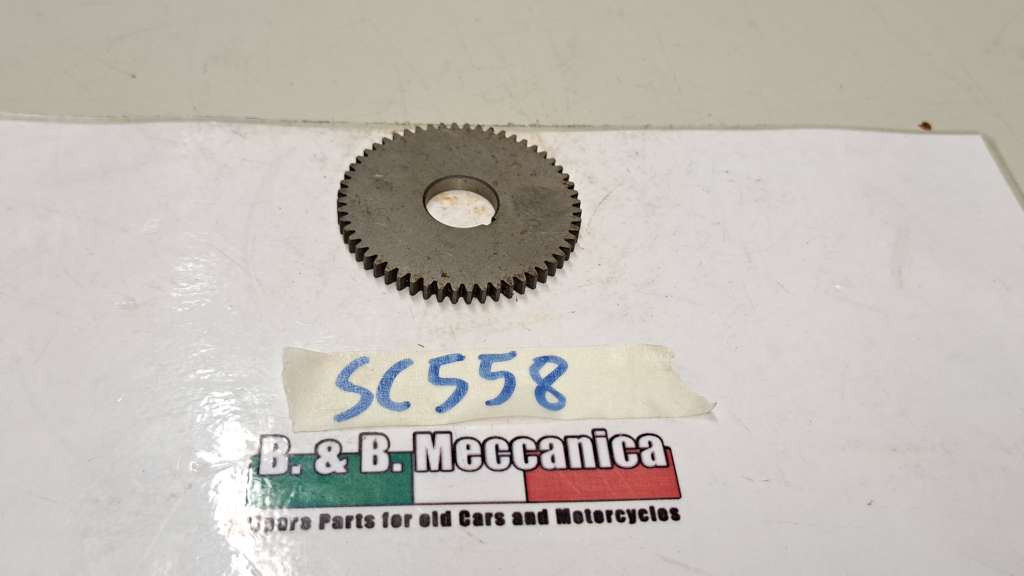 SC558
B. & B. Meccanica
Spare Parts for old Cars and Motorcycles